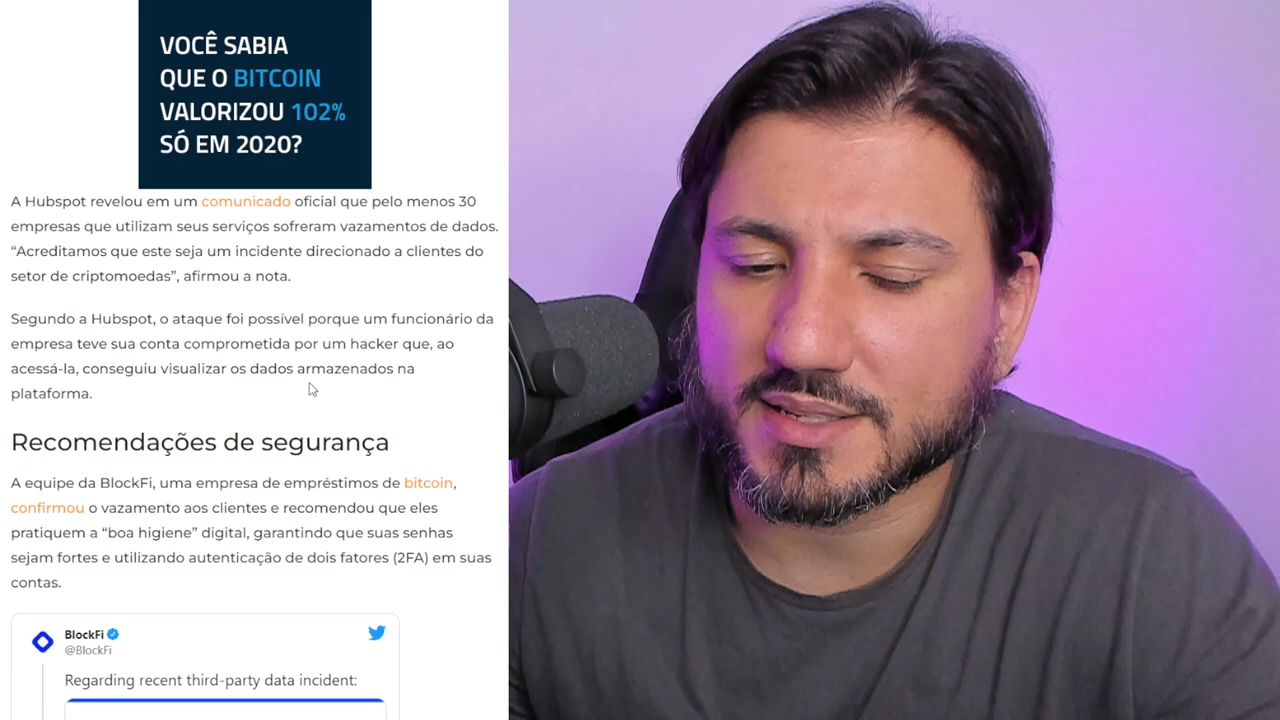 VOCÊ SABIA
QUE O BITCOIN
VALORIZOU 102%
SÓ EM 2020?
A Hubspot revelou em um comunicado oficial que pelo menos 30
empresas que utilizam seus serviços sofreram vazamentos de dados.
“Acreditamos que este seja um incidente direcionado a clientes do
setor de criptomoedas”, afirmou a nota.
Segundo a Hubspot, o ataque foi possível porque um funcionário da
empresa teve sua conta comprometida por um hacker que, ao
acessá-la, conseguiu visualizar os dados armazenados na
plataforma.
Recomendações de segurança
A equipe da BlockFi, uma empresa de empréstimos de bitcoin,
confirmou o vazamento aos clientes e recomendou que eles
pratiquem a “boa higiene” digital, garantindo que suas senhas
sejam fortes e utilizando autenticação de dois fatores (2FA) em suas
contas.
BlockFi
@BlockFi
Regarding recent third-party data incident: